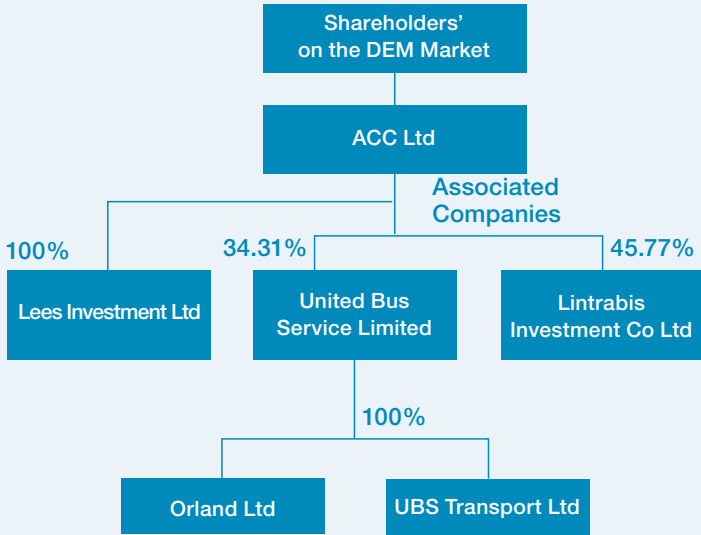 Shareholders'
on the DEM Market
ACC Ltd
Associated
Companies
100%
34.31%
45.77%
Lees Investment Ltd
United Bus
Service Limited
Lintrabis
Investment Co Ltd
100%
Orland Ltd
UBS Transport Ltd